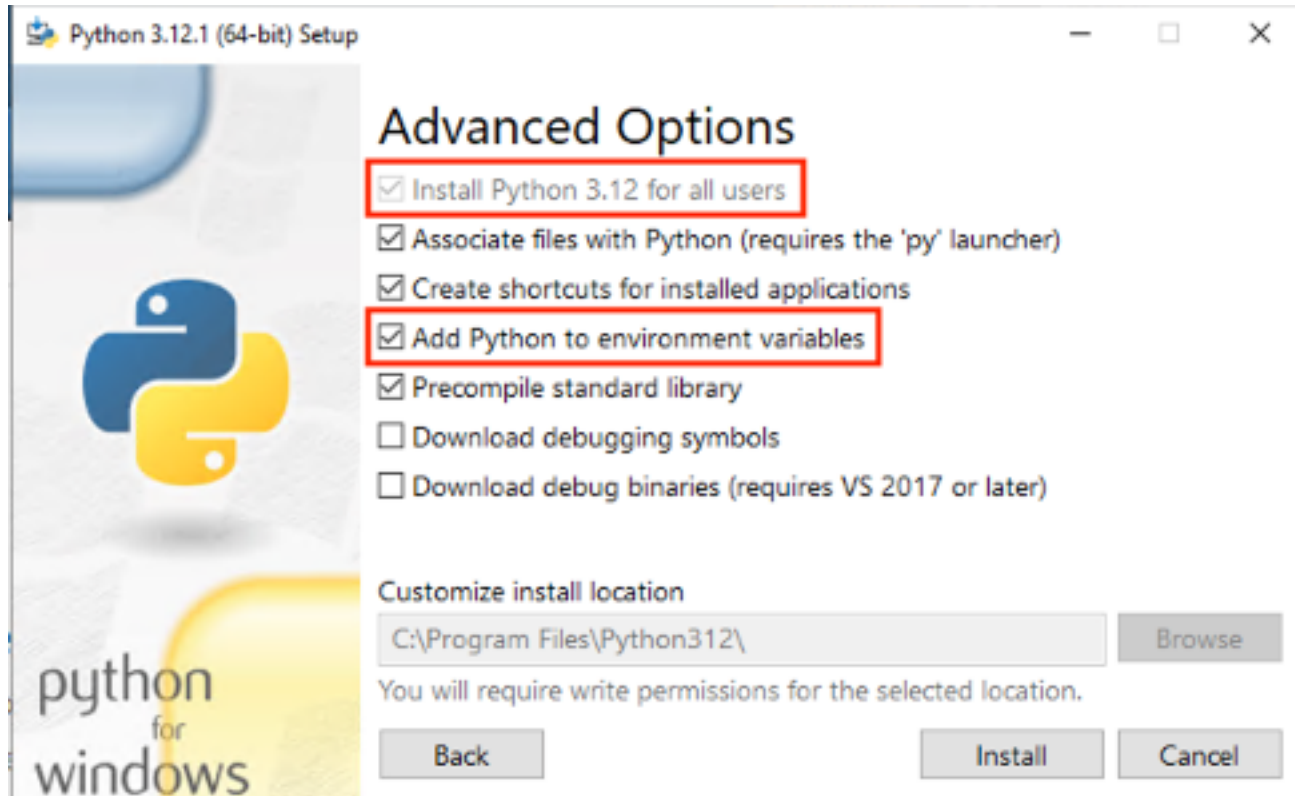 Python 3.12.1 (64-bit) Setup
Advanced Options
Install Python 3.12 for all users
Associate files with Python (requires the 'py' launcher)
Create shortcuts for installed applications
Add Python to environment variables
Precompile standard library
Download debugging symbols
Download debug binaries (requires VS 2017 or later)
Customize install location
C:\Program Files\Python312\
Browse
You will require write permissions for the selected location.
python
for
windows
Back
Install
Cancel